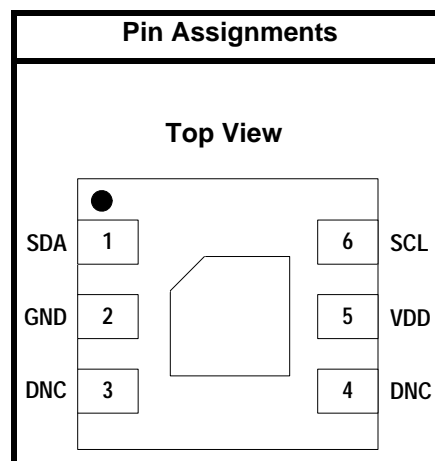 Pin Assignments
Top View
SDA 1 6 SCL
GND 2 5 VDD
DNC 3 4 DNC